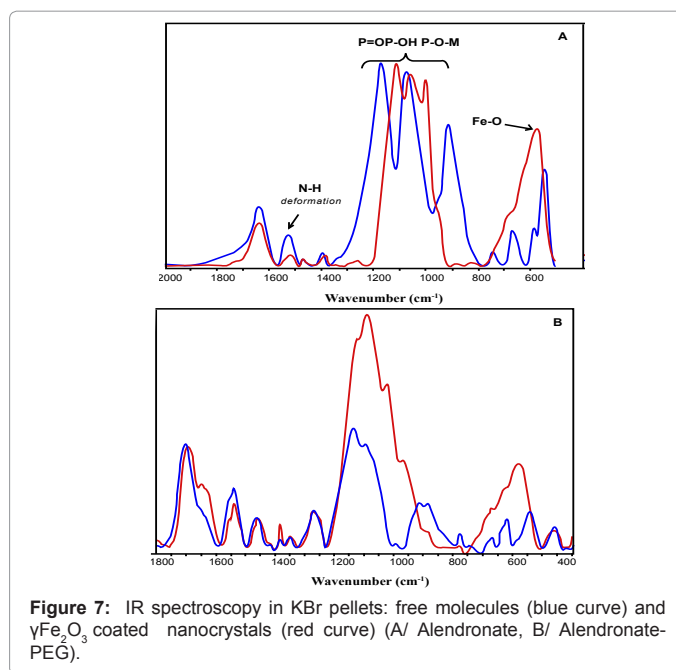 A
P=OP-OH P-O-M
Fe-O
N-H
deformation
2000 1800 1600 1400 1200 1000 800 600
Wavenumber (cm⁻¹)
B
1800 1600 1400 1200 1000 800 600 400
Wavenumber (cm⁻¹)
Figure 7: IR spectroscopy in KBr pellets: free molecules (blue curve) and
γFe₂O₃ coated nanocrystals (red curve) (A/ Alendronate, B/ Alendronate-
PEG).